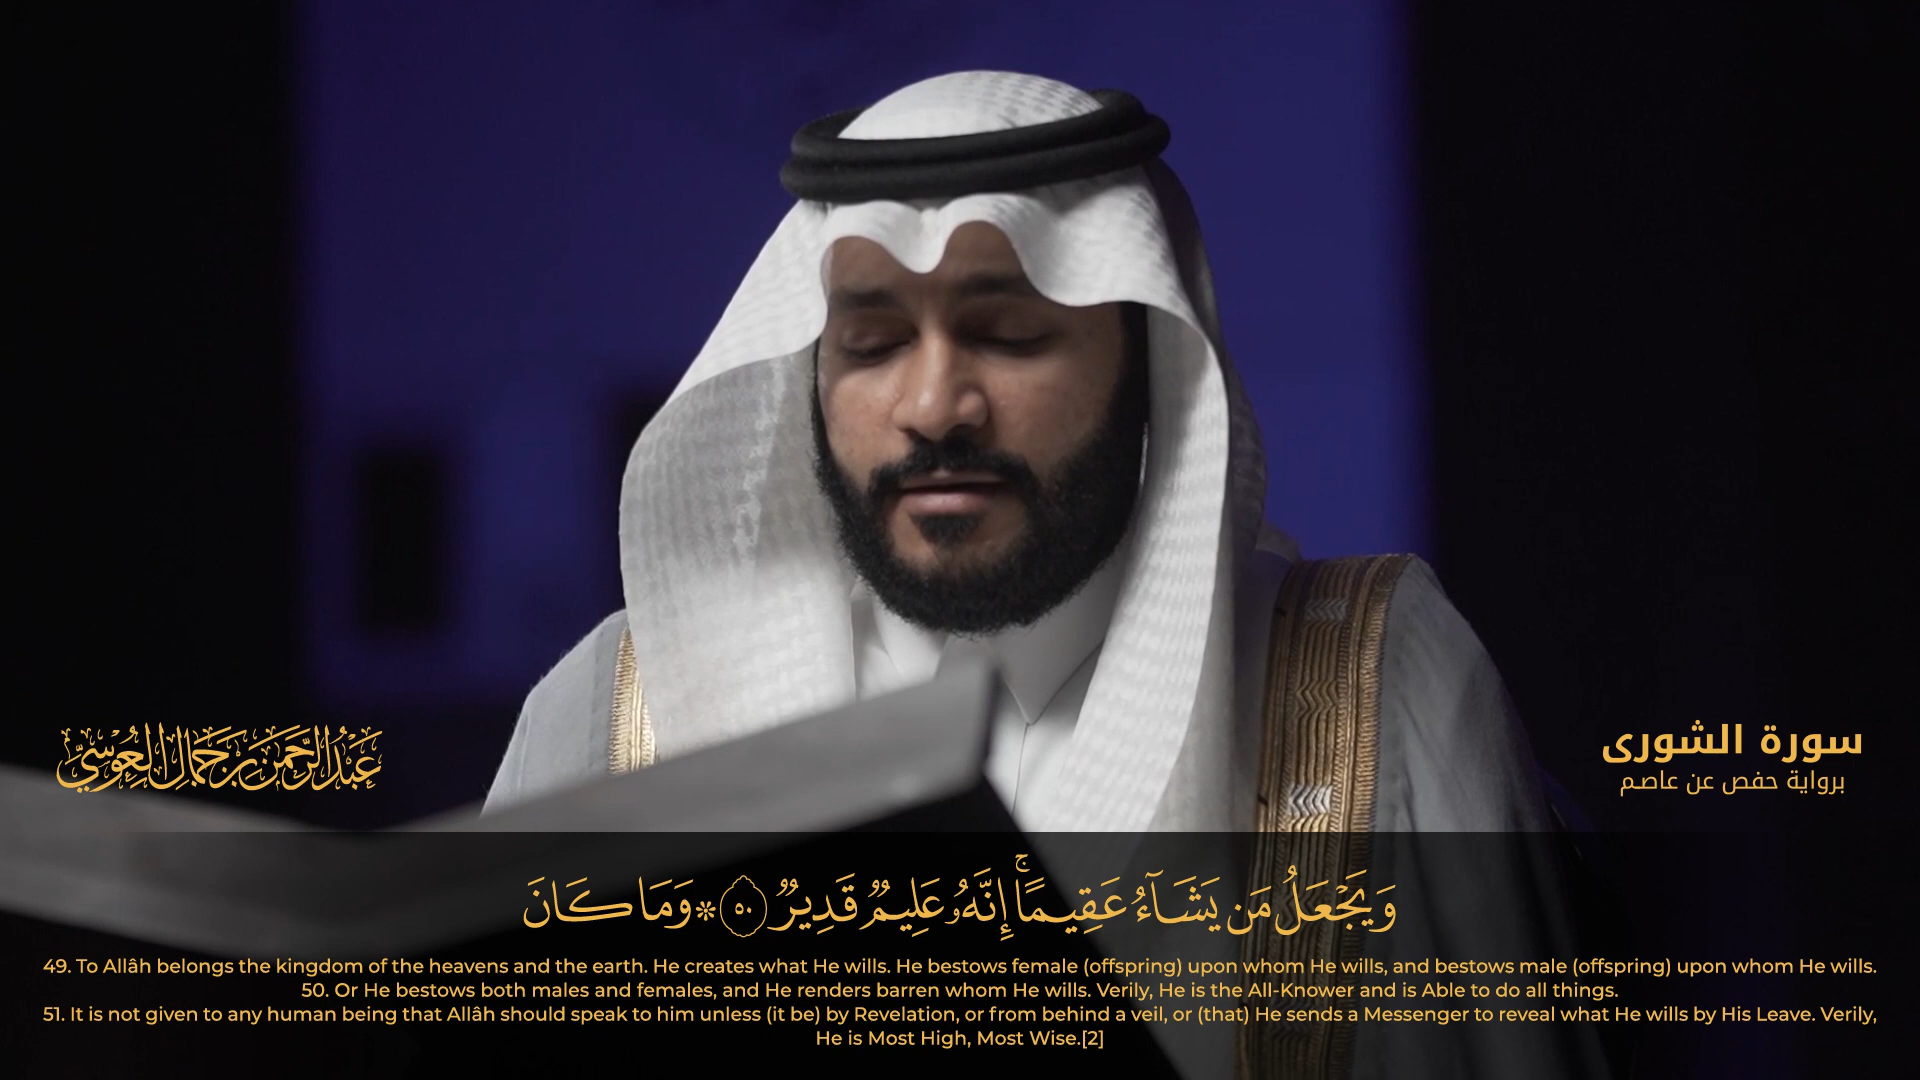 عَبْدُ الرَّحْمَن بْن جَمَال العُوسِيّ
سورة الشورى
برواية حفص عن عاصم
وَيَجْعَلُ مَن يَشَآءُ عَقِيمًاۚ إِنَّهُۥ عَلِيمٌ قَدِيرٌ ۝٥٠ ۞ وَمَا كَانَ
49. To Allâh belongs the kingdom of the heavens and the earth. He creates what He wills. He bestows female (offspring) upon whom He wills, and bestows male (offspring) upon whom He wills.
50. Or He bestows both males and females, and He renders barren whom He wills. Verily, He is the All-Knower and is Able to do all things.
51. It is not given to any human being that Allâh should speak to him unless (it be) by Revelation, or from behind a veil, or (that) He sends a Messenger to reveal what He wills by His Leave. Verily,
He is Most High, Most Wise.[2]